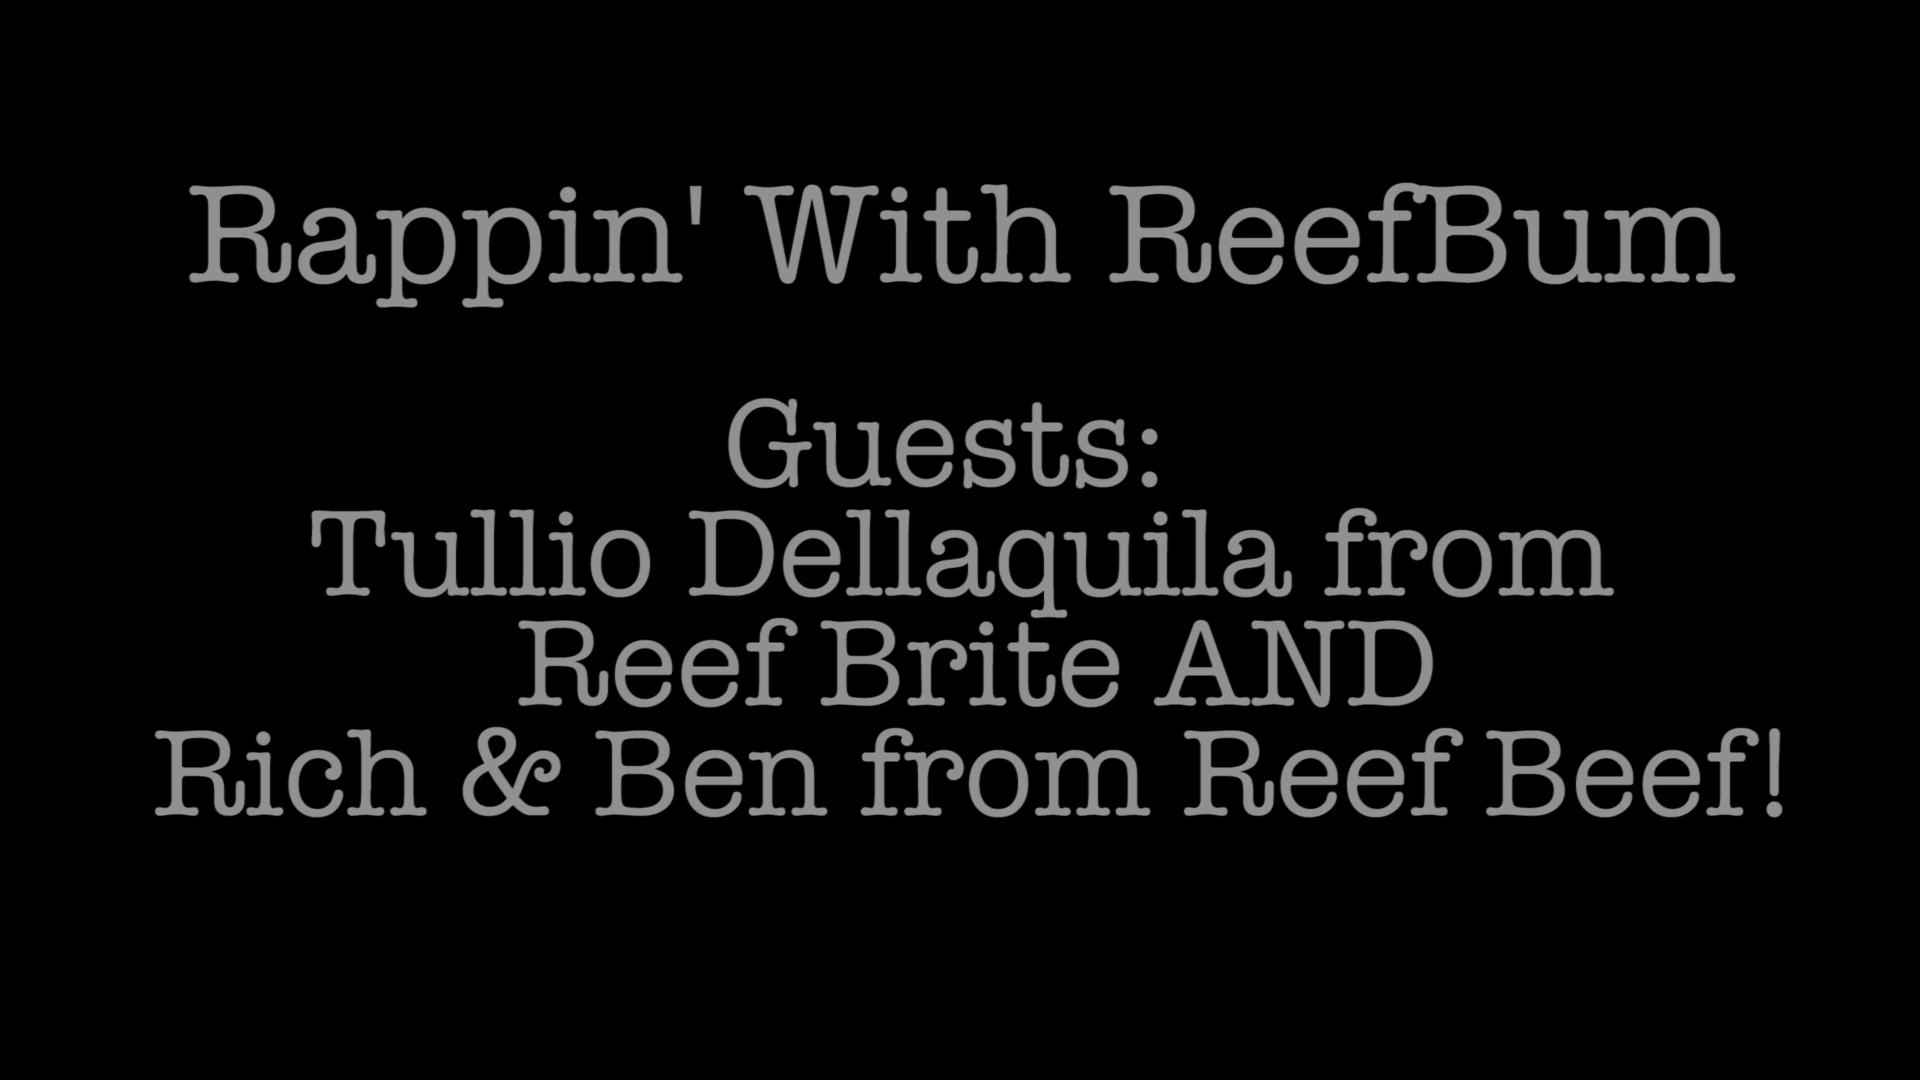 Rappin' With ReefBum
Guests:
Tullio Dellaquila from
Reef Brite AND
Rich & Ben from Reef Beef!